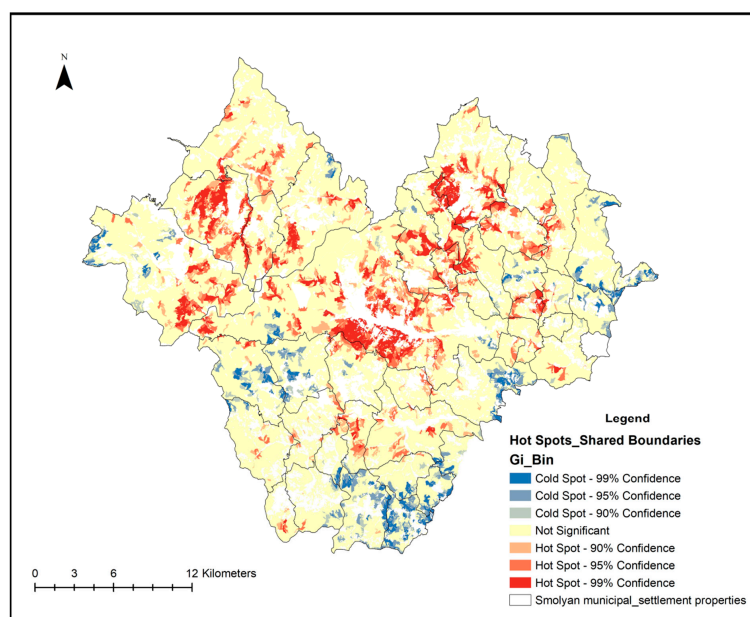 N
Legend
Hot Spots_Shared Boundaries
Gi_Bin
Cold Spot - 99% Confidence
Cold Spot - 95% Confidence
Cold Spot - 90% Confidence
Not Significant
Hot Spot - 90% Confidence
Hot Spot - 95% Confidence
Hot Spot - 99% Confidence
Smolyan municipal_settlement properties
0 3 6 12 Kilometers